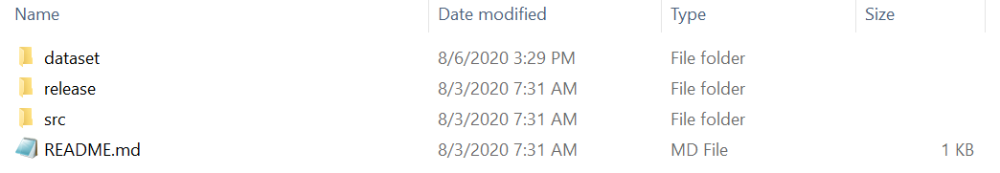 Name Date modified Type Size
dataset 8/6/2020 3:29 PM File folder
release 8/3/2020 7:31 AM File folder
src 8/3/2020 7:31 AM File folder
README.md 8/3/2020 7:31 AM MD File 1 KB